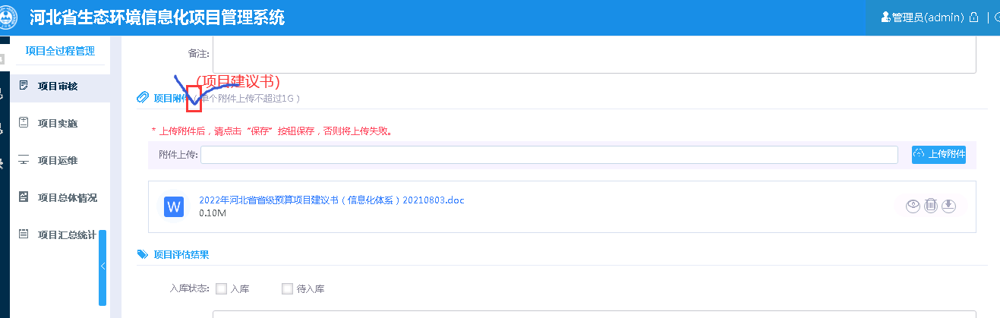 河北省生态环境信息化项目管理系统
管理员(admin)
项目全过程管理
备注:
项目审核
(项目建议书)
项目附件 (单个附件上传不超过1G)
项目实施
* 上传附件后，请点击“保存”按钮保存，否则将上传失败。
项目运维
附件上传:
上传附件
项目总体情况
W
2022年河北省省级预算项目建议书（信息化体系）20210803.doc
0.10M
项目汇总统计
项目评估结果
入库状态: 入库 待入库